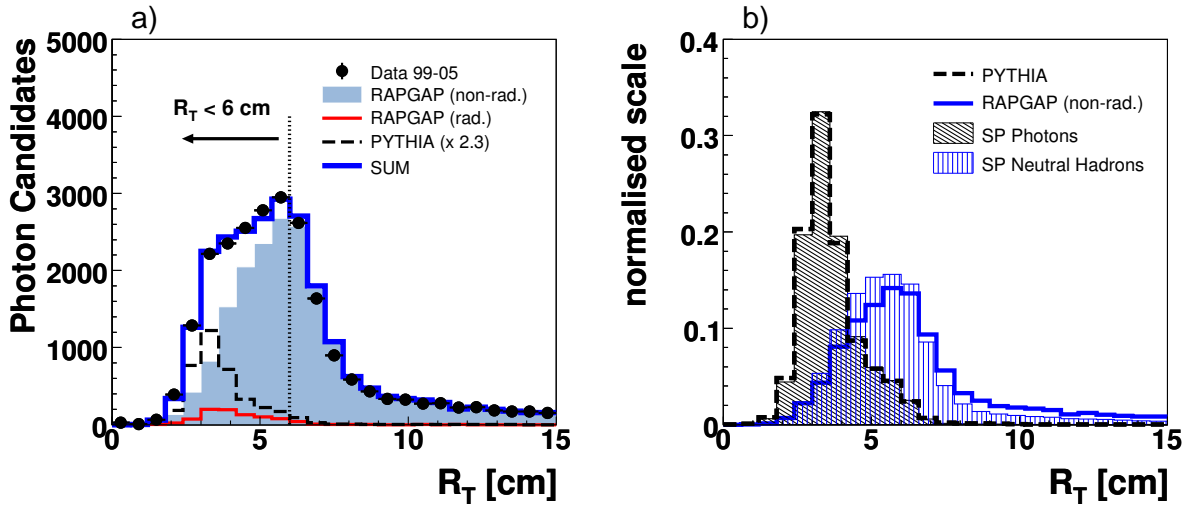 a)
Photon Candidates
5000
4000
3000
2000
1000
0
R_T < 6 cm
Data 99-05
RAPGAP (non-rad.)
RAPGAP (rad.)
PYTHIA (x 2.3)
SUM
0 5 10 15
R_T [cm]
b)
normalised scale
0.4
0.3
0.2
0.1
0
PYTHIA
RAPGAP (non-rad.)
SP Photons
SP Neutral Hadrons
0 5 10 15
R_T [cm]